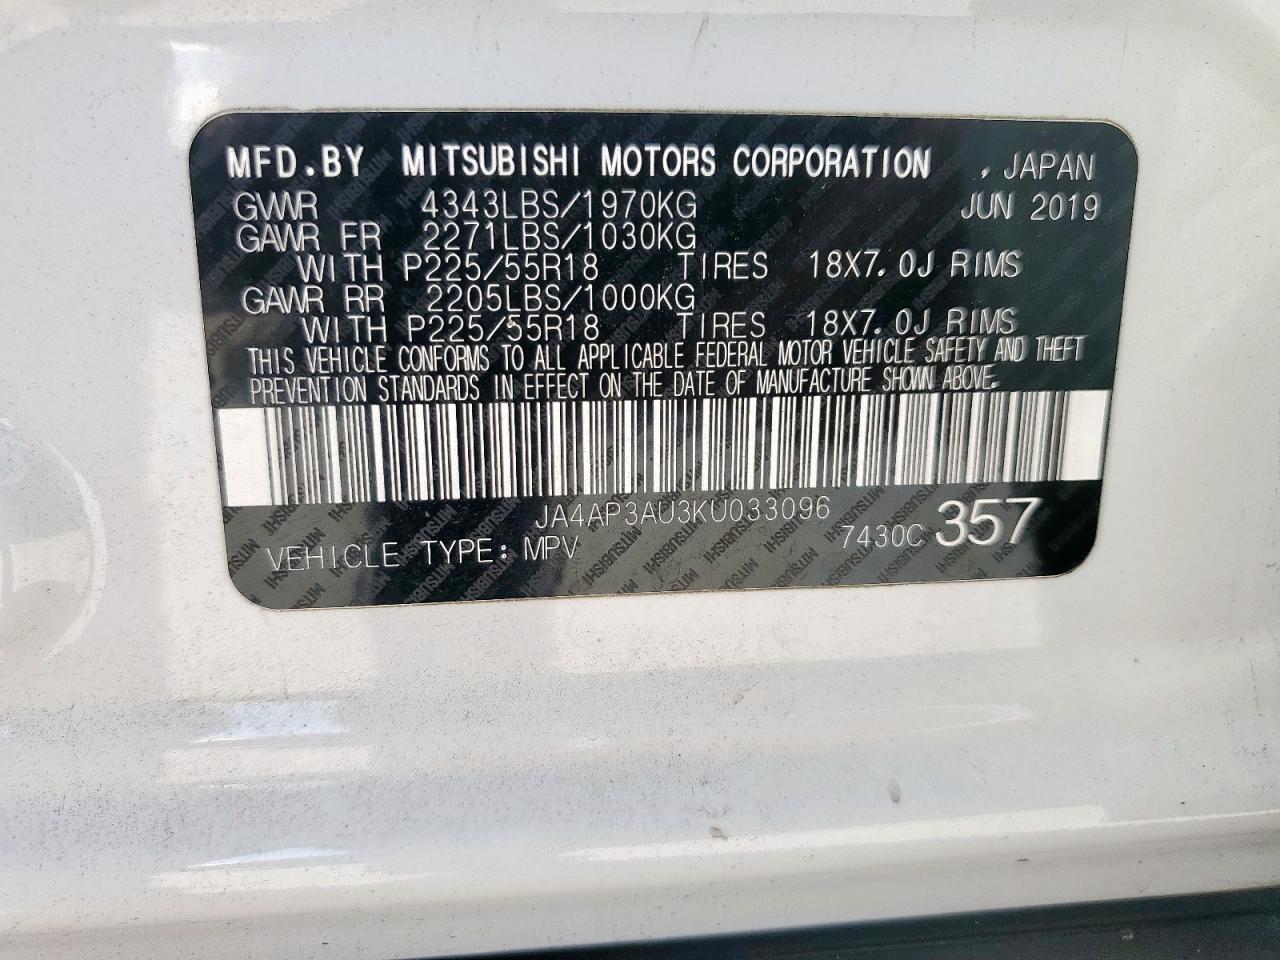 MFD.BY MITSUBISHI MOTORS CORPORATION , JAPAN
GVWR 4343LBS/1970KG JUN 2019
GAWR FR 2271LBS/1030KG
WITH P225/55R18 TIRES 18X7.0J RIMS
GAWR RR 2205LBS/1000KG
WITH P225/55R18 TIRES 18X7.0J RIMS
THIS VEHICLE CONFORMS TO ALL APPLICABLE FEDERAL MOTOR VEHICLE SAFETY AND THEFT
PREVENTION STANDARDS IN EFFECT ON THE DATE OF MANUFACTURE SHOWN ABOVE.
JA4AP3AU3KU033096
VEHICLE TYPE: MPV 7430C 357